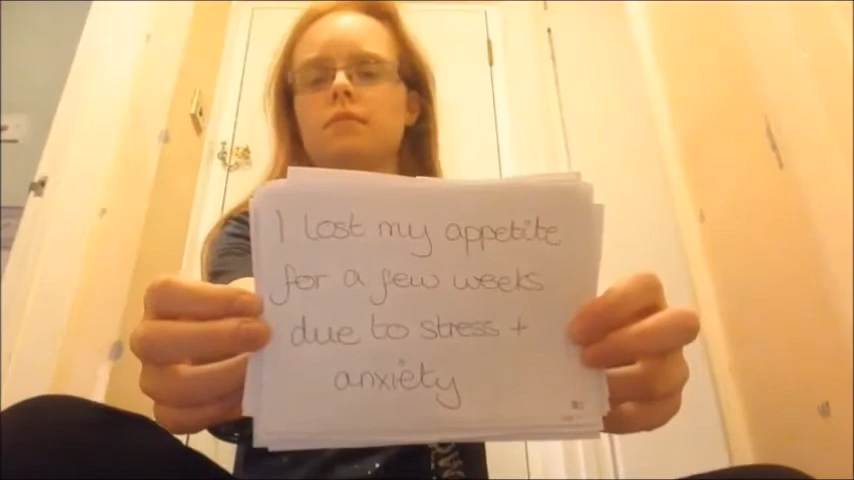 I lost my appetite
for a few weeks
due to stress +
anxiety